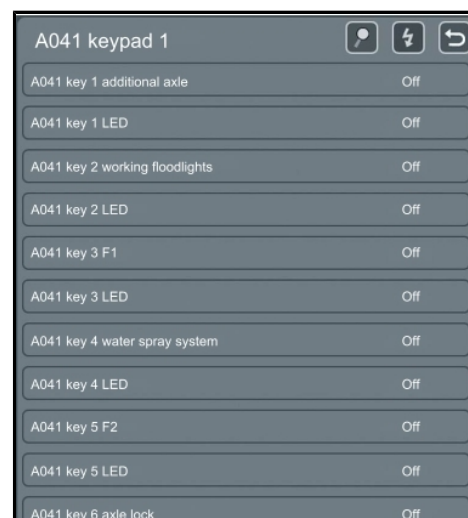 A041 keypad 1
A041 key 1 additional axle Off
A041 key 1 LED Off
A041 key 2 working floodlights Off
A041 key 2 LED Off
A041 key 3 F1 Off
A041 key 3 LED Off
A041 key 4 water spray system Off
A041 key 4 LED Off
A041 key 5 F2 Off
A041 key 5 LED Off
A041 key 6 axle lock Off